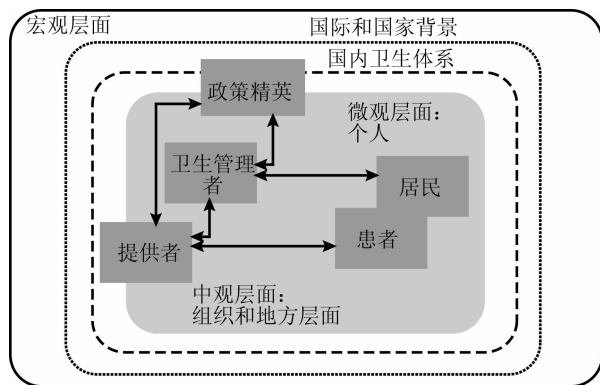 宏观层面
国际和国家背景
国内卫生体系
政策精英
微观层面:
个人
卫生管理
者
居民
患者
提供者
中观层面:
组织和地方层面